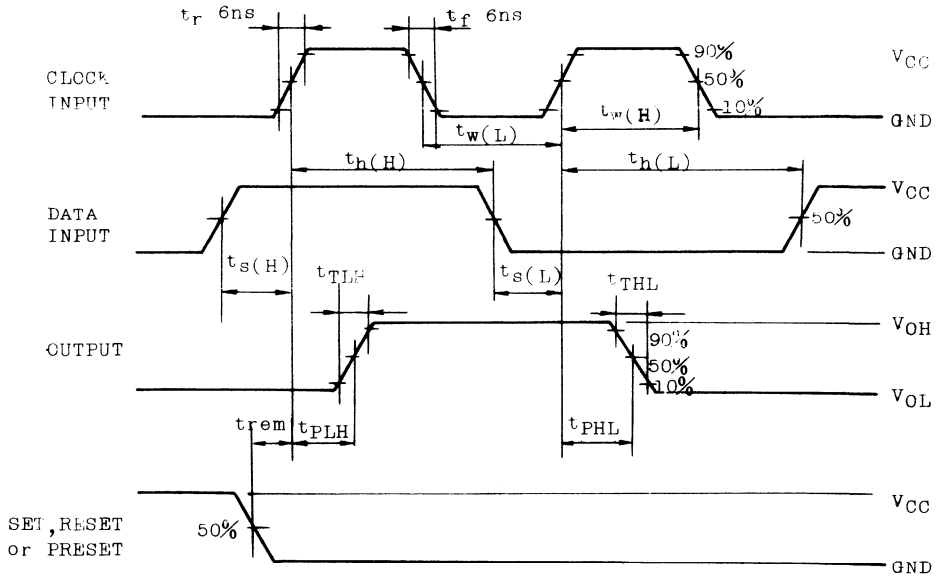 tr 6ns
tf 6ns
CLOCK
INPUT
90%
50%
10%
VCC
GND
tw(H)
tw(L)
th(H)
th(L)
DATA
INPUT
VCC
50%
GND
ts(H)
tTLH
ts(L)
tTHL
OUTPUT
VOH
90%
50%
10%
VOL
trem
tPLH
tPHL
VCC
SET,RESET
or PRESET
50%
GND